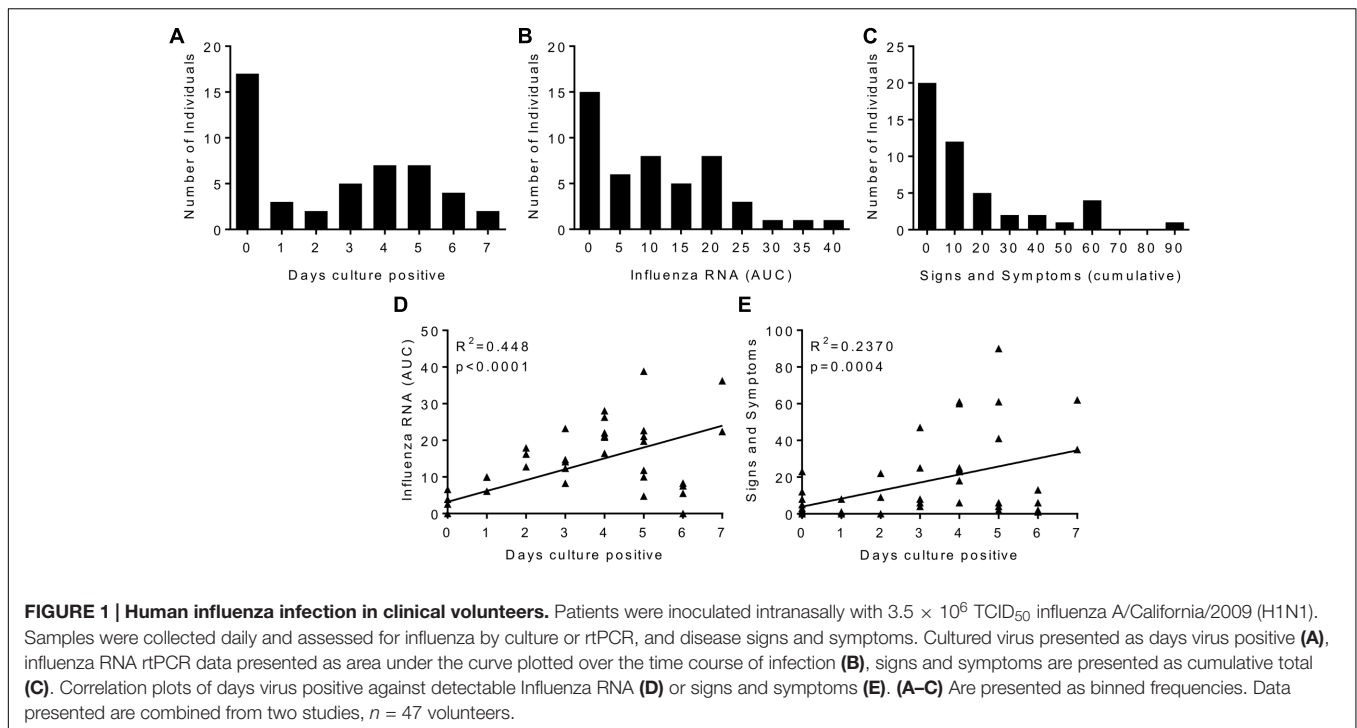 A
20
15
10
5
0
Number of Individuals
0 1 2 3 4 5 6 7
Days culture positive
B
20
15
10
5
0
Number of Individuals
0 5 10 15 20 25 30 35 40
Influenza RNA (AUC)
C
25
20
15
10
5
0
Number of Individuals
0 10 20 30 40 50 60 70 80 90
Signs and Symptoms (cumulative)
D
50
40
30
20
10
0
Influenza RNA (AUC)
R²=0.448
p<0.0001
0 1 2 3 4 5 6 7
Days culture positive
E
100
80
60
40
20
0
Signs and Symptoms
R²=0.2370
p=0.0004
0 1 2 3 4 5 6 7
Days culture positive
FIGURE 1 | Human influenza infection in clinical volunteers. Patients were inoculated intranasally with 3.5 × 10⁶ TCID₅₀ influenza A/California/2009 (H1N1).
Samples were collected daily and assessed for influenza by culture or rtPCR, and disease signs and symptoms. Cultured virus presented as days virus positive (A),
influenza RNA rtPCR data presented as area under the curve plotted over the time course of infection (B), signs and symptoms are presented as cumulative total
(C). Correlation plots of days virus positive against detectable Influenza RNA (D) or signs and symptoms (E). (A–C) Are presented as binned frequencies. Data
presented are combined from two studies, n = 47 volunteers.